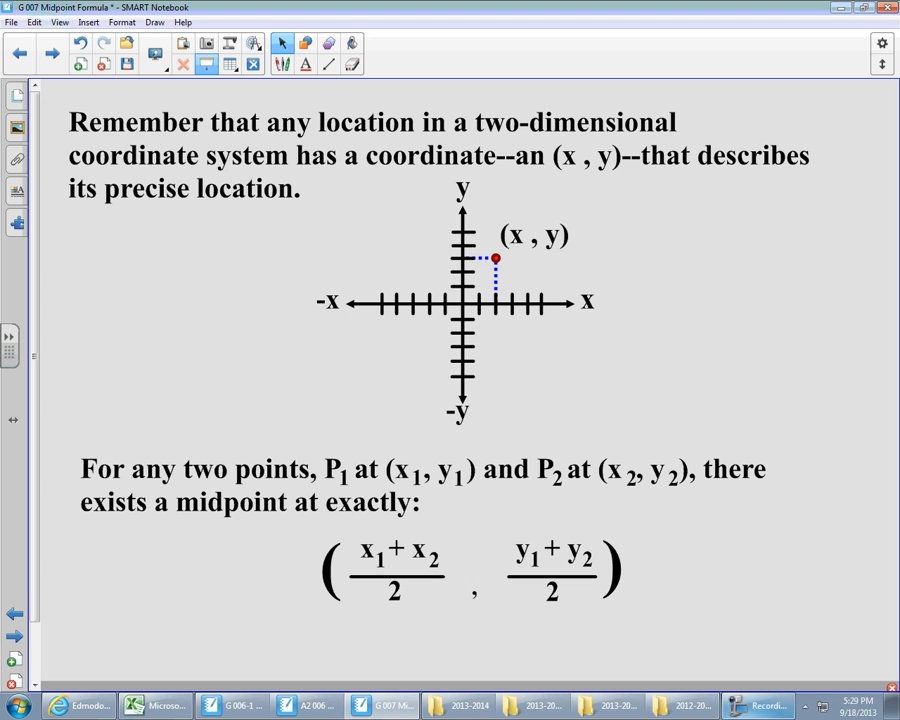 G 007 Midpoint Formula * - SMART Notebook
File Edit View Insert Format Draw Help
Remember that any location in a two-dimensional
coordinate system has a coordinate--an (x , y)--that describes
its precise location.
y
(x , y)
-x
x
-y
For any two points, P₁ at (x₁, y₁) and P₂ at (x₂, y₂), there
exists a midpoint at exactly:
( x₁ + x₂ y₁ + y₂ )
2 , 2
Edmodo... Microso... G 006-1 ... A2 006 ... G 007 Mi... 2013-2014 2013-20... 2013-20... 2012-20... Recordi...
5:29 PM
9/18/2013